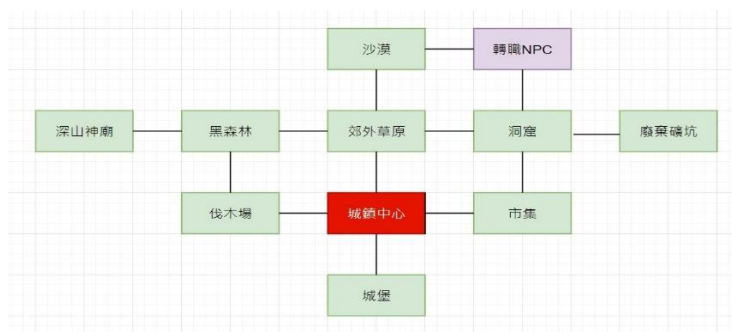 沙漠
轉職NPC
深山神廟
黑森林
郊外草原
洞窟
廢棄礦坑
伐木場
城鎮中心
市集
城堡